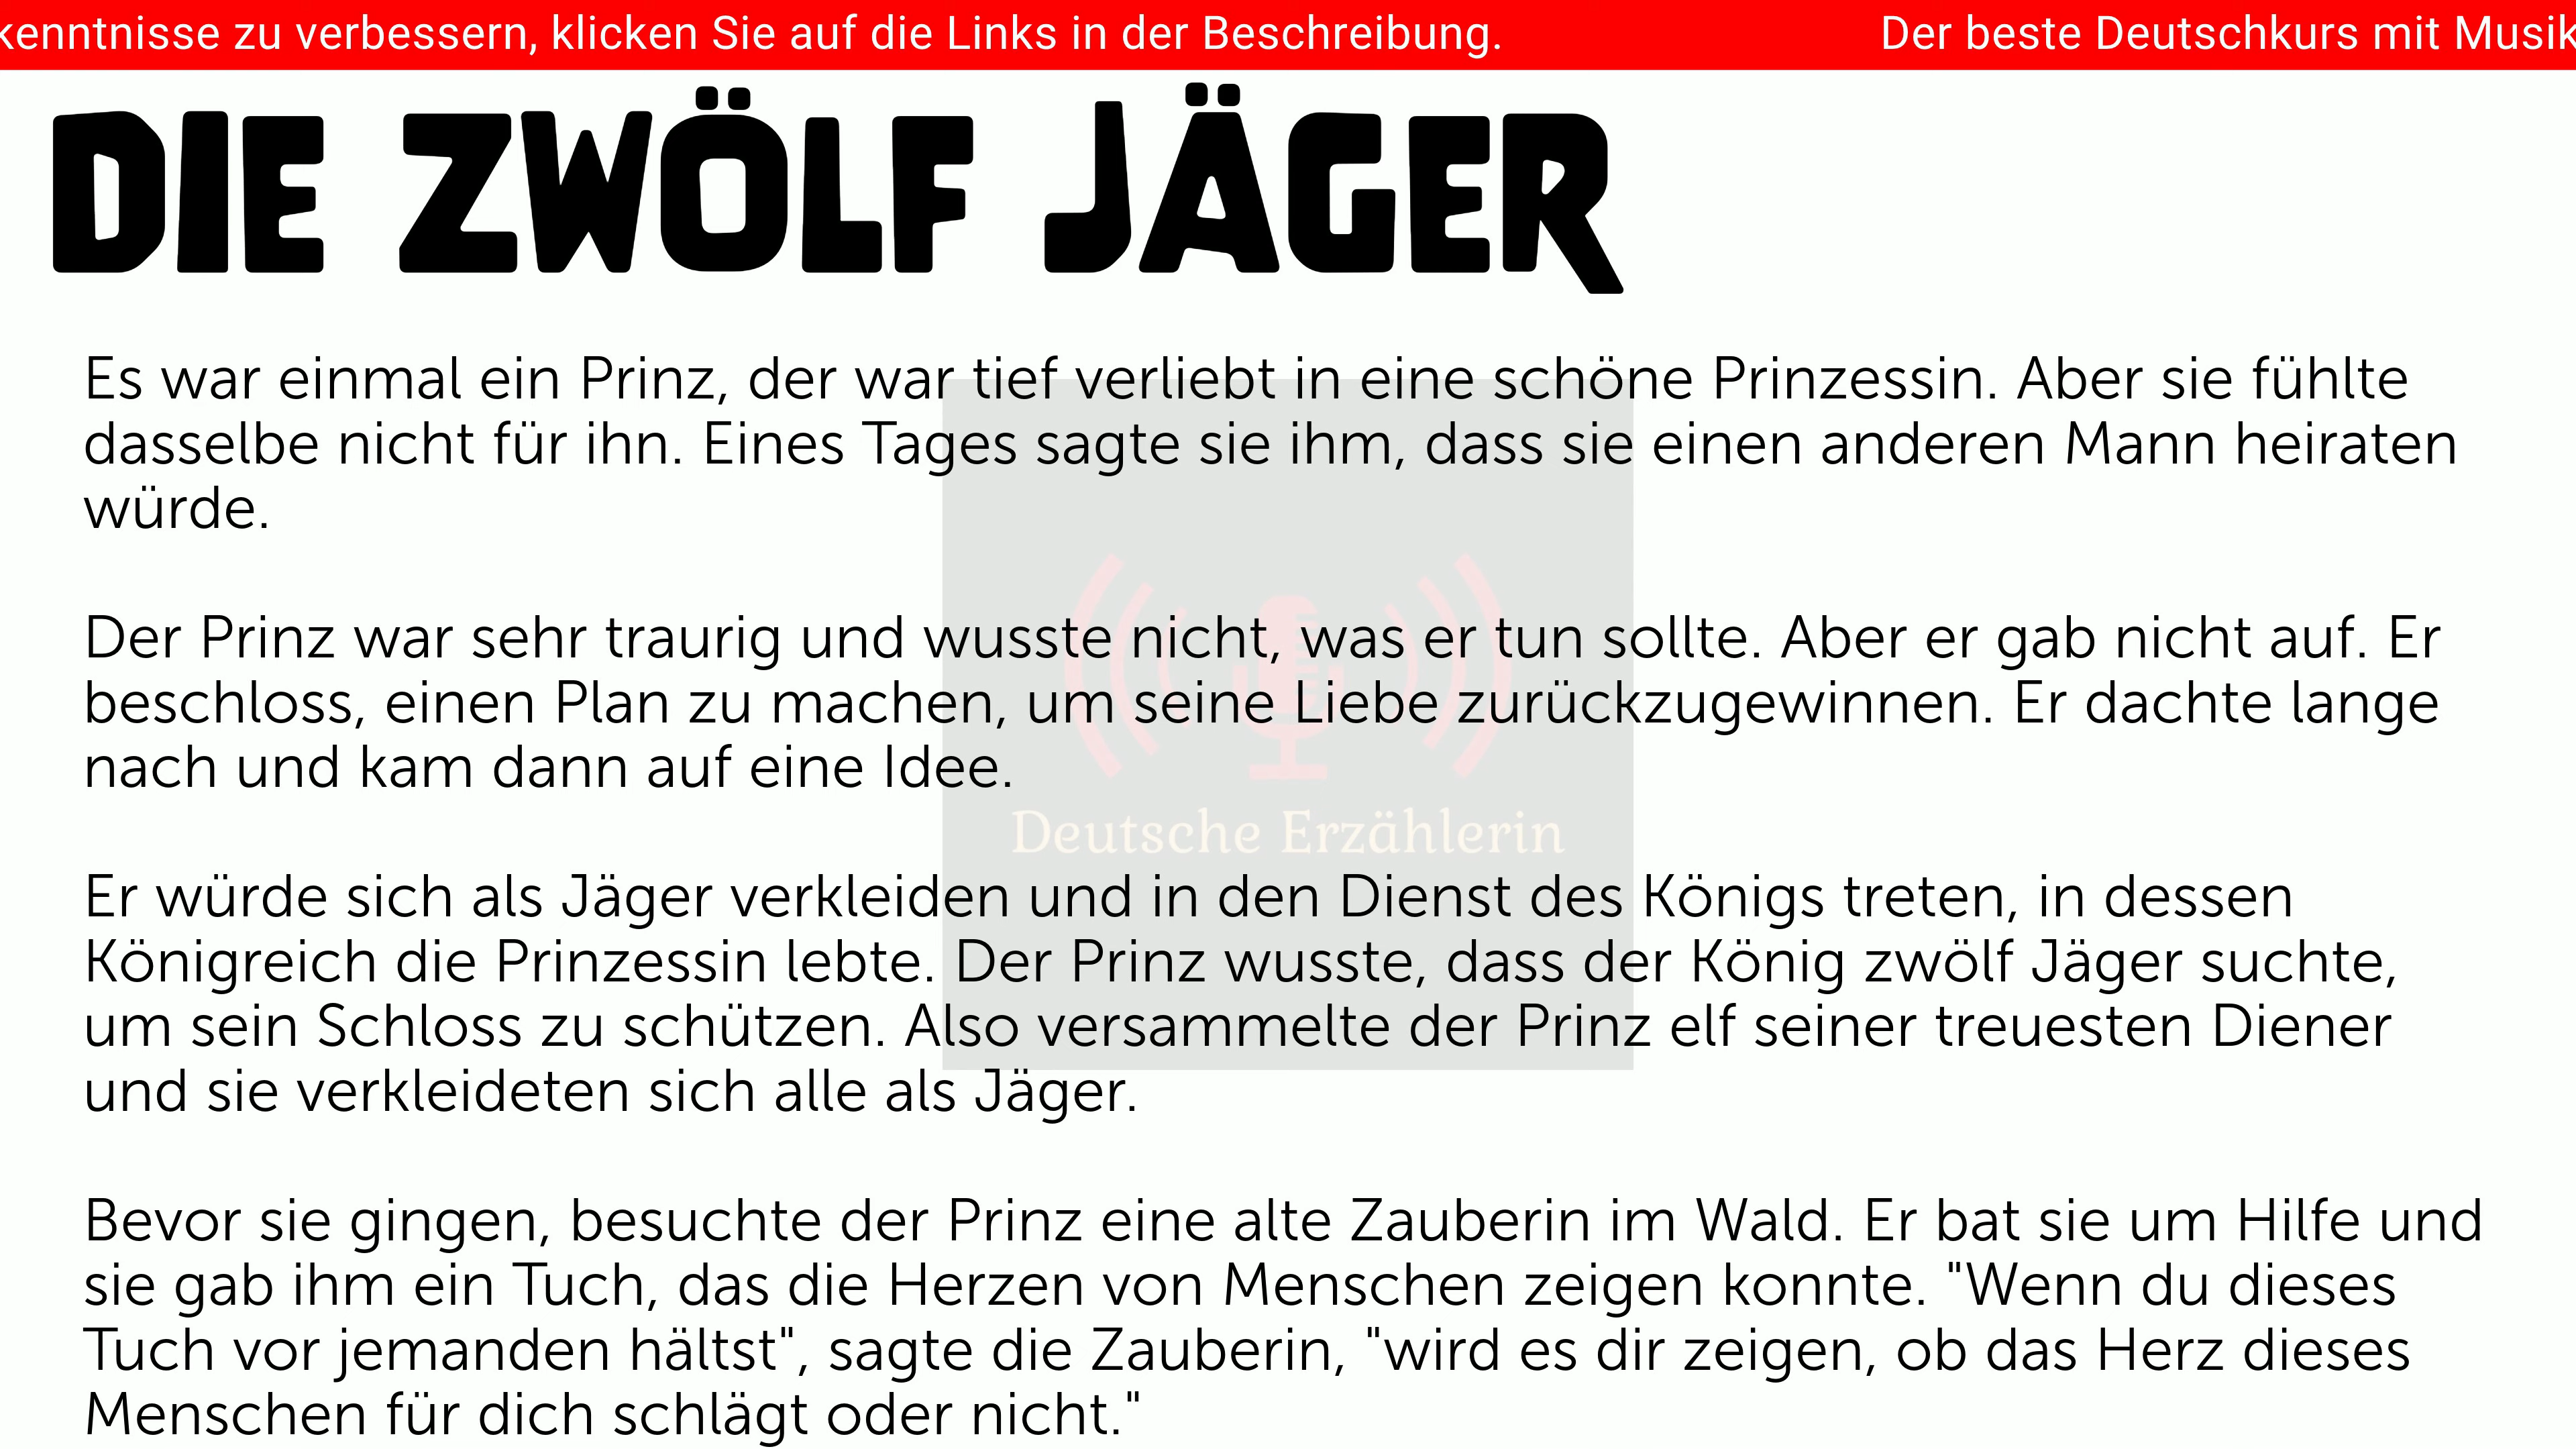 kenntnisse zu verbessern, klicken Sie auf die Links in der Beschreibung. Der beste Deutschkurs mit Musik
DIE ZWÖLF JÄGER
Es war einmal ein Prinz, der war tief verliebt in eine schöne Prinzessin. Aber sie fühlte
dasselbe nicht für ihn. Eines Tages sagte sie ihm, dass sie einen anderen Mann heiraten
würde.
Der Prinz war sehr traurig und wusste nicht, was er tun sollte. Aber er gab nicht auf. Er
beschloss, einen Plan zu machen, um seine Liebe zurückzugewinnen. Er dachte lange
nach und kam dann auf eine Idee.
Deutsche Erzählerin
Er würde sich als Jäger verkleiden und in den Dienst des Königs treten, in dessen
Königreich die Prinzessin lebte. Der Prinz wusste, dass der König zwölf Jäger suchte,
um sein Schloss zu schützen. Also versammelte der Prinz elf seiner treuesten Diener
und sie verkleideten sich alle als Jäger.
Bevor sie gingen, besuchte der Prinz eine alte Zauberin im Wald. Er bat sie um Hilfe und
sie gab ihm ein Tuch, das die Herzen von Menschen zeigen konnte. "Wenn du dieses
Tuch vor jemanden hältst", sagte die Zauberin, "wird es dir zeigen, ob das Herz dieses
Menschen für dich schlägt oder nicht."